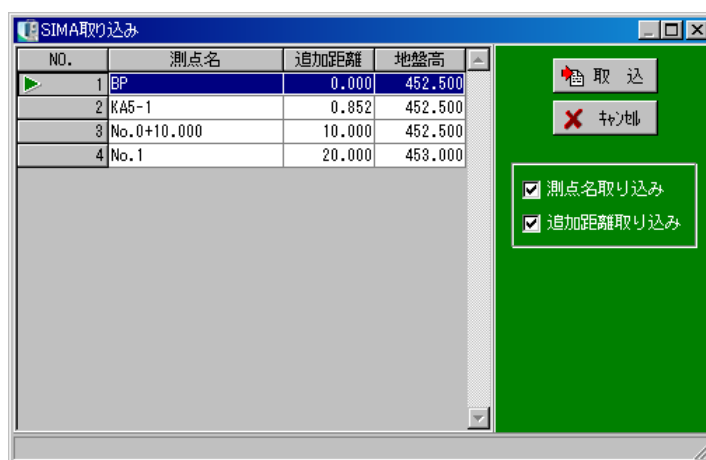 SIMA取り込み
NO. 測点名 追加距離 地盤高
1 BP 0.000 452.500
2 KA5-1 0.852 452.500
3 No.0+10.000 10.000 452.500
4 No.1 20.000 453.000
取 込
ｷｬﾝｾﾙ
測点名取り込み
追加距離取り込み